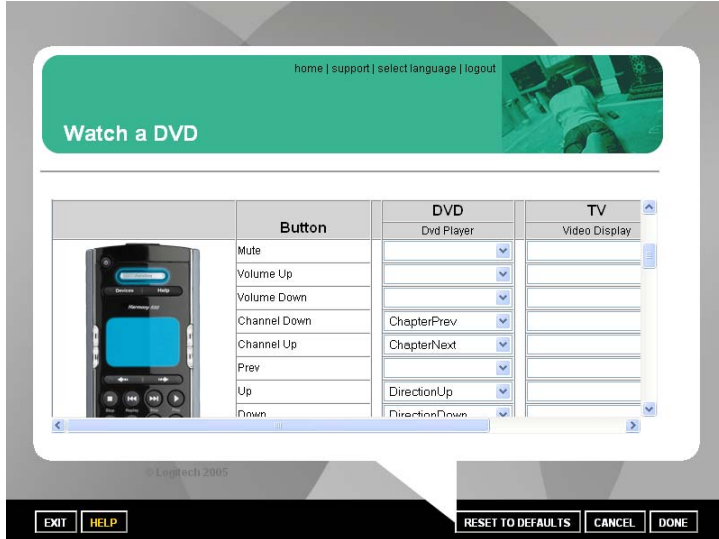 home | support | select language | logout
Watch a DVD
Button
DVD
Dvd Player
TV
Video Display
Mute
Volume Up
Volume Down
Channel Down
ChapterPrev
Channel Up
ChapterNext
Prev
Up
DirectionUp
Down
DirectionDown
Devices
Help
© Logitech 2005
EXIT
HELP
RESET TO DEFAULTS
CANCEL
DONE